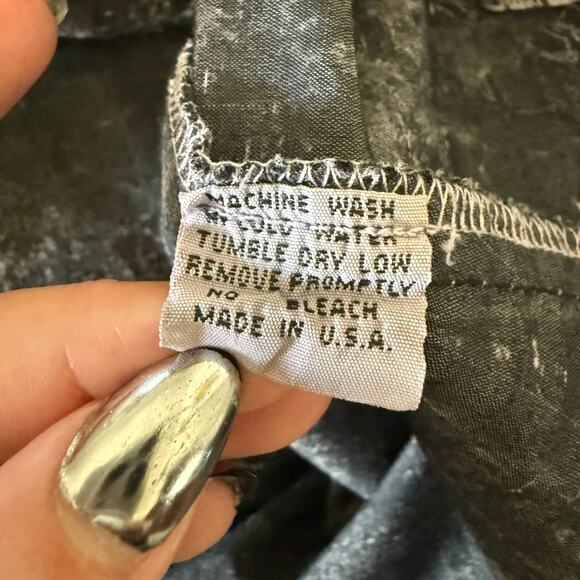 MACHINE WASH
IN COLD WATER
TUMBLE DRY LOW
REMOVE PROMPTLY
NO BLEACH
MADE IN U.S.A.